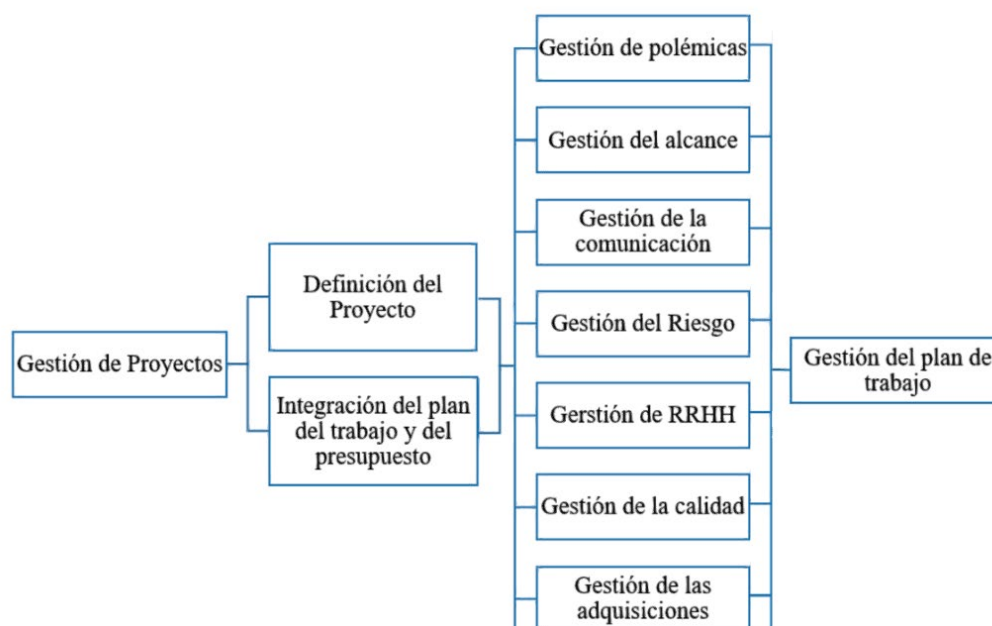 Gestión de Proyectos
Definición del
Proyecto
Integración del plan
del trabajo y del
presupuesto
Gestión de polémicas
Gestión del alcance
Gestión de la
comunicación
Gestión del Riesgo
Gerstión de RRHH
Gestión de la calidad
Gestión de las
adquisiciones
Gestión del plan de
trabajo